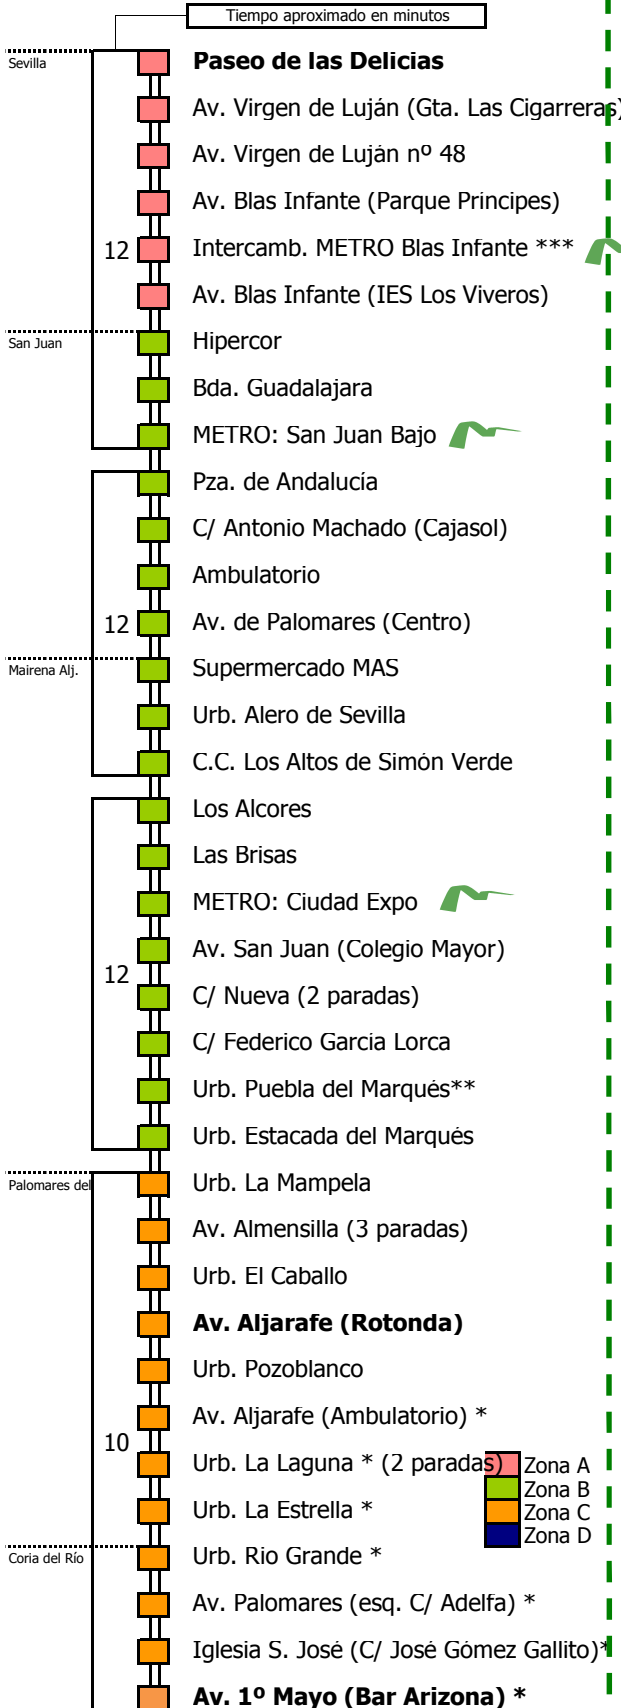 Tiempo aproximado en minutos
Sevilla
Paseo de las Delicias
Av. Virgen de Luján (Gta. Las Cigarreras)
Av. Virgen de Luján nº 48
Av. Blas Infante (Parque Principes)
12
Intercamb. METRO Blas Infante ***
Av. Blas Infante (IES Los Viveros)
San Juan
Hipercor
Bda. Guadalajara
METRO: San Juan Bajo
Pza. de Andalucía
C/ Antonio Machado (Cajasol)
Ambulatorio
12
Av. de Palomares (Centro)
Mairena Alj.
Supermercado MAS
Urb. Alero de Sevilla
C.C. Los Altos de Simón Verde
Los Alcores
Las Brisas
METRO: Ciudad Expo
Av. San Juan (Colegio Mayor)
12
C/ Nueva (2 paradas)
C/ Federico García Lorca
Urb. Puebla del Marqués**
Urb. Estacada del Marqués
Palomares del
Urb. La Mampela
Av. Almensilla (3 paradas)
Urb. El Caballo
Av. Aljarafe (Rotonda)
Urb. Pozoblanco
Av. Aljarafe (Ambulatorio) *
10
Urb. La Laguna * (2 paradas)
Urb. La Estrella *
Zona A
Zona B
Zona C
Zona D
Coria del Río
Urb. Rio Grande *
Av. Palomares (esq. C/ Adelfa) *
Iglesia S. José (C/ José Gómez Gallito)*
Av. 1º Mayo (Bar Arizona) *